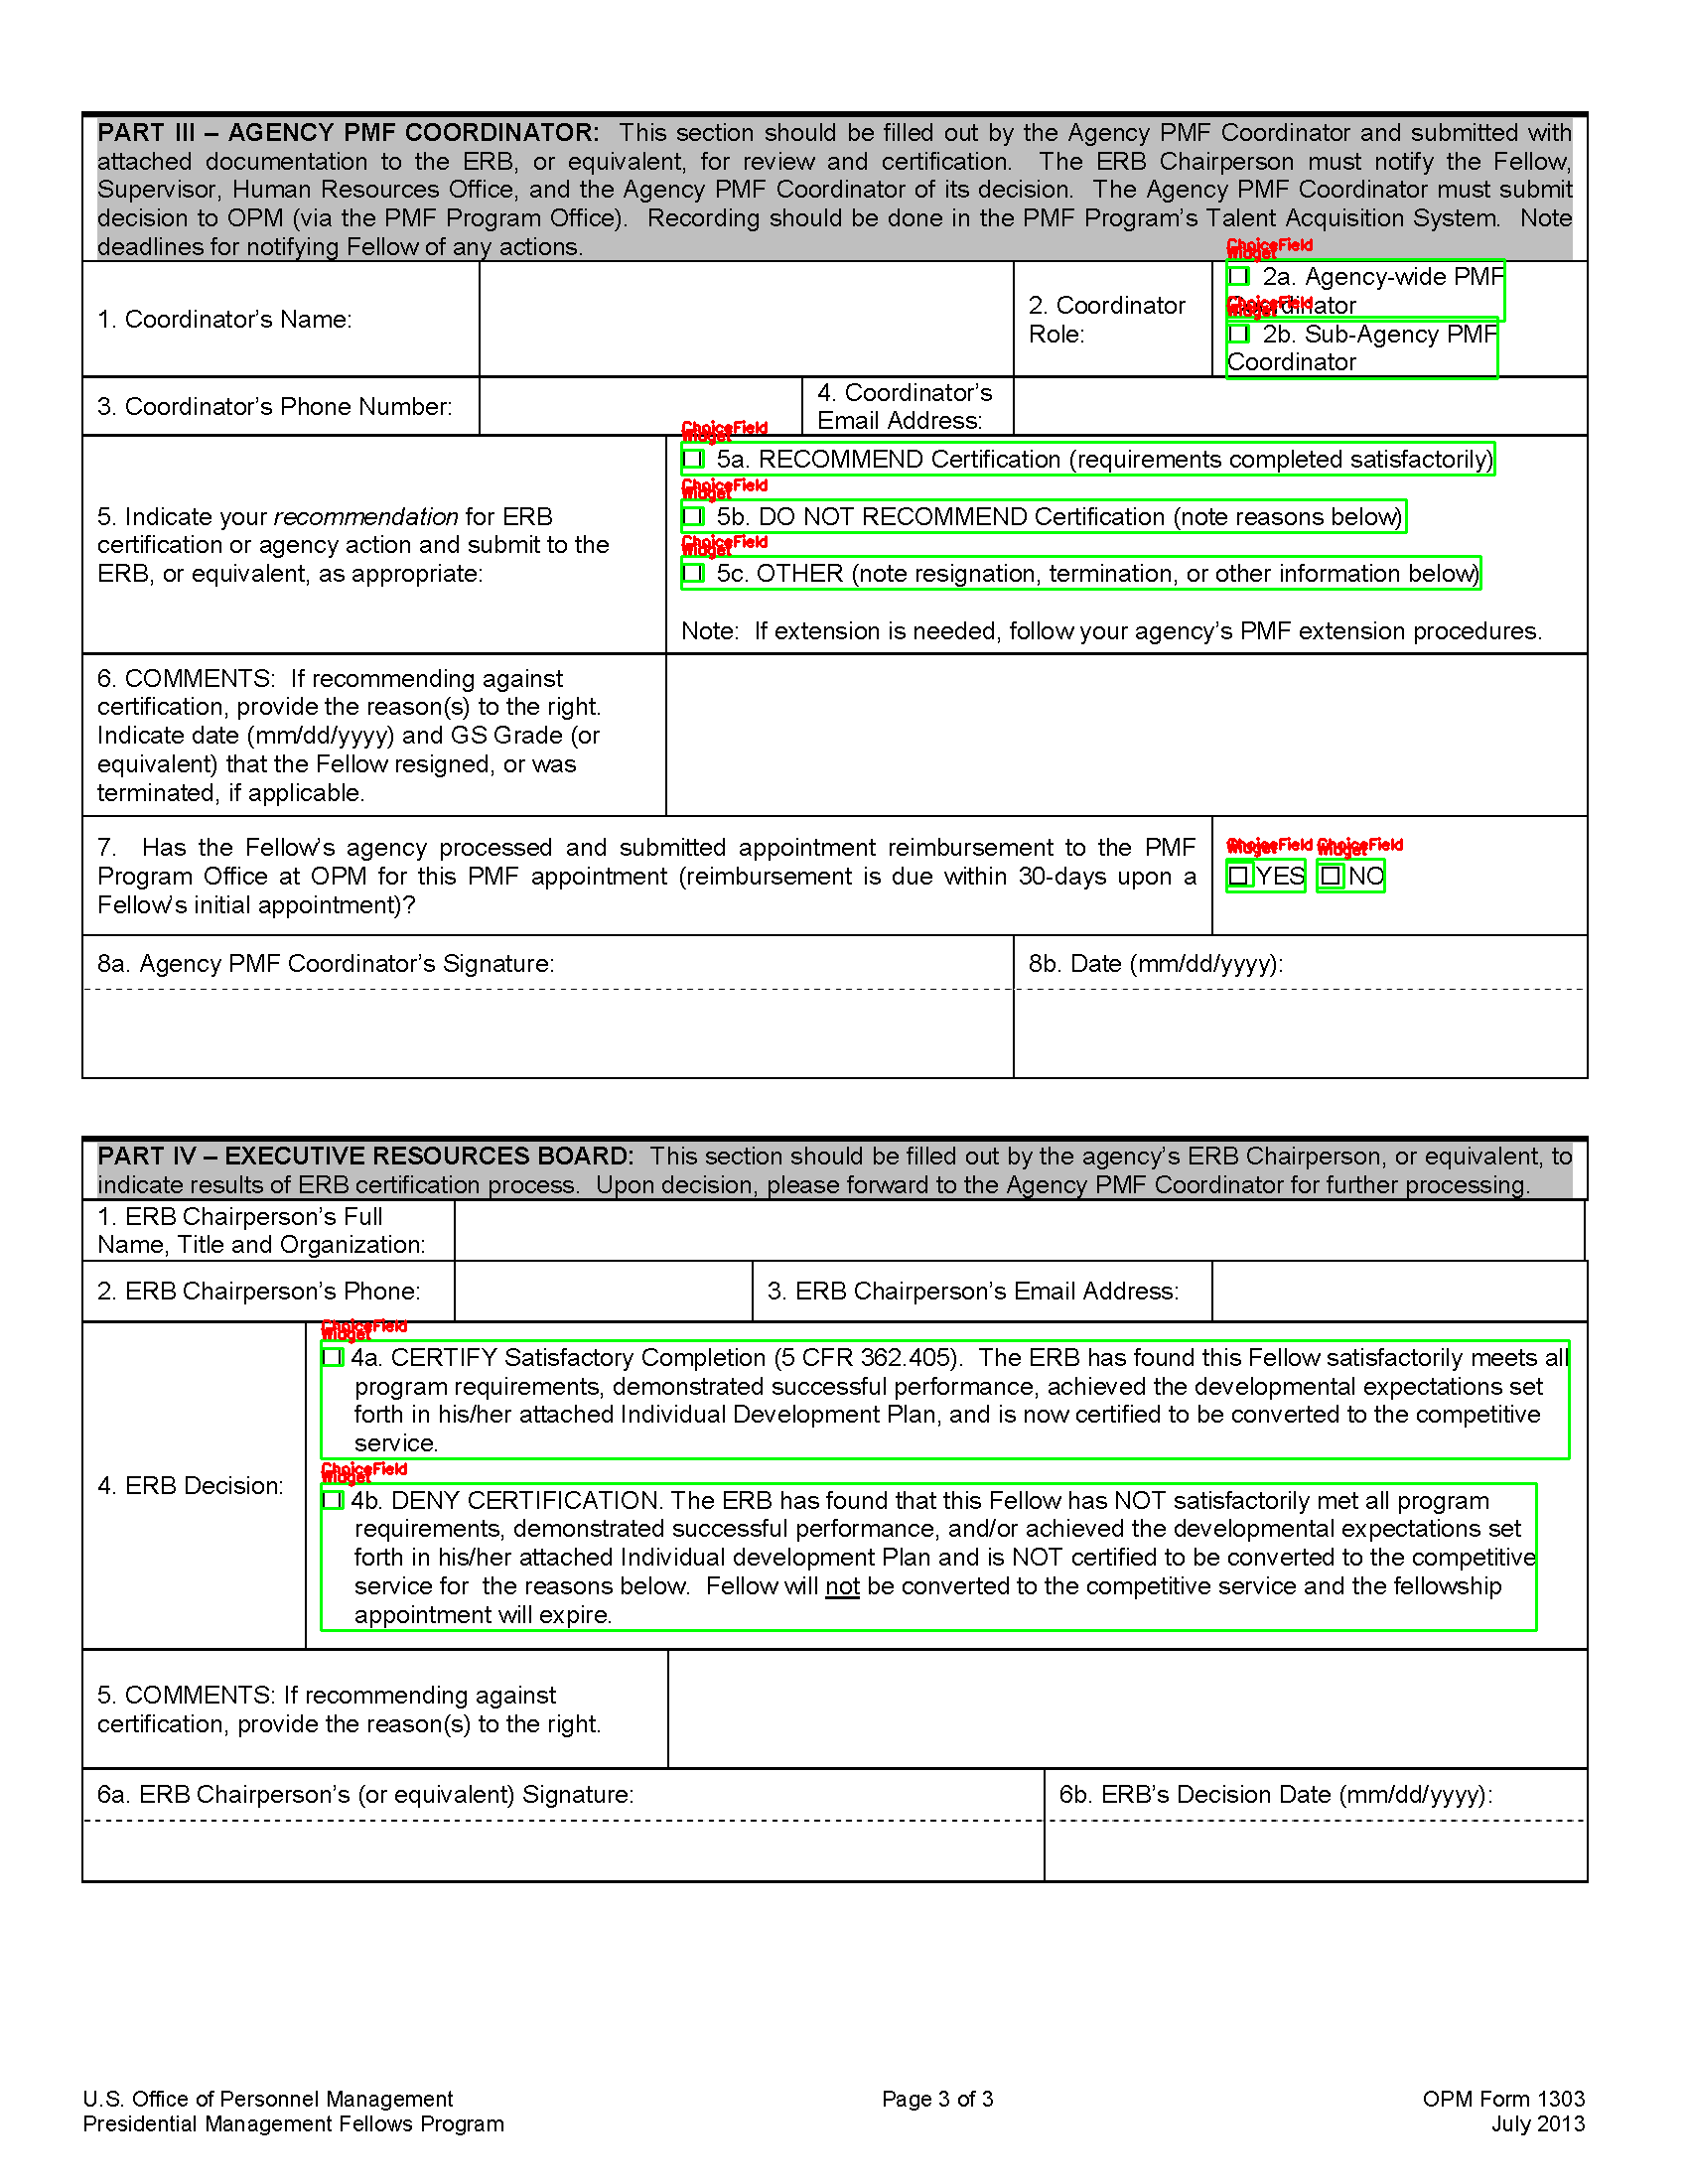 PART III – AGENCY PMF COORDINATOR: This section should be filled out by the Agency PMF Coordinator and submitted with
attached documentation to the ERB, or equivalent, for review and certification. The ERB Chairperson must notify the Fellow,
Supervisor, Human Resources Office, and the Agency PMF Coordinator of its decision. The Agency PMF Coordinator must submit
decision to OPM (via the PMF Program Office). Recording should be done in the PMF Program's Talent Acquisition System. Note
deadlines for notifying Fellow of any actions.
1. Coordinator's Name:
2. Coordinator
Role:
ChoiceField
Widget
2a. Agency-wide PMF
Coordinator
ChoiceField
Widget
2b. Sub-Agency PMF
Coordinator
3. Coordinator's Phone Number:
4. Coordinator's
Email Address:
5. Indicate your recommendation for ERB
certification or agency action and submit to the
ERB, or equivalent, as appropriate:
ChoiceField
Widget
5a. RECOMMEND Certification (requirements completed satisfactorily)
ChoiceField
Widget
5b. DO NOT RECOMMEND Certification (note reasons below)
ChoiceField
Widget
5c. OTHER (note resignation, termination, or other information below)
Note: If extension is needed, follow your agency's PMF extension procedures.
6. COMMENTS: If recommending against
certification, provide the reason(s) to the right.
Indicate date (mm/dd/yyyy) and GS Grade (or
equivalent) that the Fellow resigned, or was
terminated, if applicable.
7. Has the Fellow's agency processed and submitted appointment reimbursement to the PMF
Program Office at OPM for this PMF appointment (reimbursement is due within 30-days upon a
Fellow's initial appointment)?
ChoiceField ChoiceField
Widget Widget
YES NO
8a. Agency PMF Coordinator's Signature:
8b. Date (mm/dd/yyyy):
PART IV – EXECUTIVE RESOURCES BOARD: This section should be filled out by the agency's ERB Chairperson, or equivalent, to
indicate results of ERB certification process. Upon decision, please forward to the Agency PMF Coordinator for further processing.
1. ERB Chairperson's Full
Name, Title and Organization:
2. ERB Chairperson's Phone:
3. ERB Chairperson's Email Address:
4. ERB Decision:
ChoiceField
Widget
4a. CERTIFY Satisfactory Completion (5 CFR 362.405). The ERB has found this Fellow satisfactorily meets all
program requirements, demonstrated successful performance, achieved the developmental expectations set
forth in his/her attached Individual Development Plan, and is now certified to be converted to the competitive
service.
ChoiceField
Widget
4b. DENY CERTIFICATION. The ERB has found that this Fellow has NOT satisfactorily met all program
requirements, demonstrated successful performance, and/or achieved the developmental expectations set
forth in his/her attached Individual development Plan and is NOT certified to be converted to the competitive
service for the reasons below. Fellow will not be converted to the competitive service and the fellowship
appointment will expire.
5. COMMENTS: If recommending against
certification, provide the reason(s) to the right.
6a. ERB Chairperson's (or equivalent) Signature:
6b. ERB's Decision Date (mm/dd/yyyy):
U.S. Office of Personnel Management
Presidential Management Fellows Program
Page 3 of 3
OPM Form 1303
July 2013